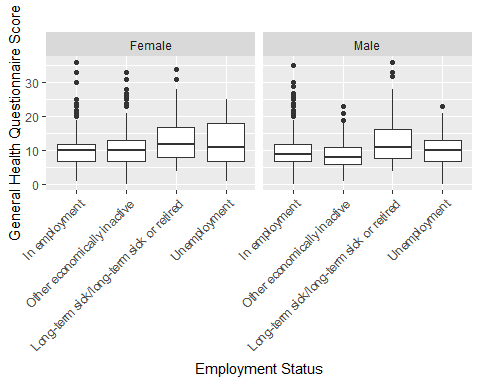 Female
Male
General Health Questionnaire Score
30
20
10
0
In employment
Other economically inactive
Long-term sick/long-term sick or retired
Unemployment
In employment
Other economically inactive
Long-term sick/long-term sick or retired
Unemployment
Employment Status